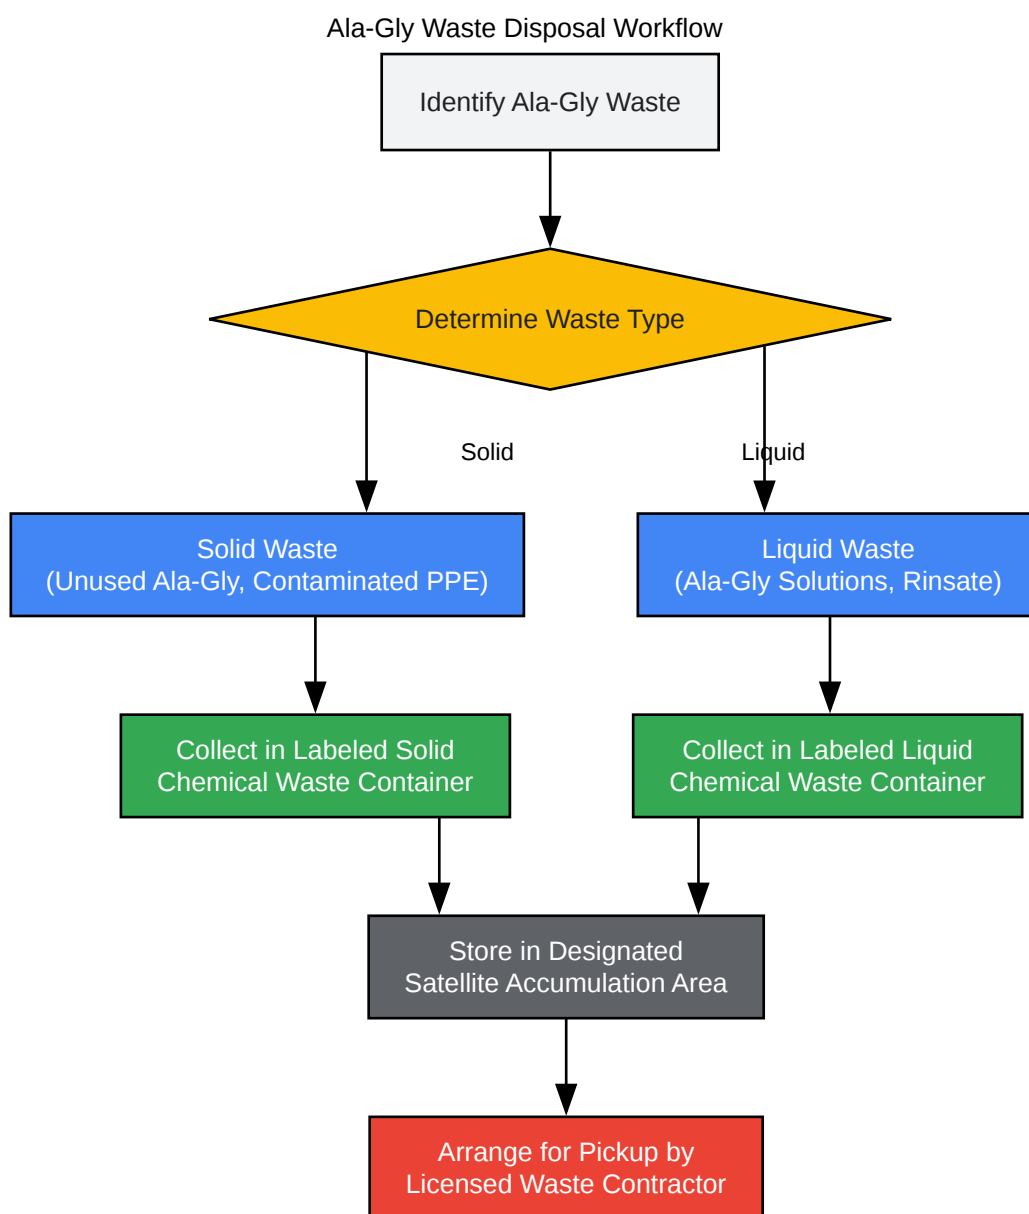 Ala-Gly Waste Disposal Workflow
Identify Ala-Gly Waste
Determine Waste Type
Solid
Liquid
Solid Waste
(Unused Ala-Gly, Contaminated PPE)
Liquid Waste
(Ala-Gly Solutions, Rinsate)
Collect in Labeled Solid
Chemical Waste Container
Collect in Labeled Liquid
Chemical Waste Container
Store in Designated
Satellite Accumulation Area
Arrange for Pickup by
Licensed Waste Contractor